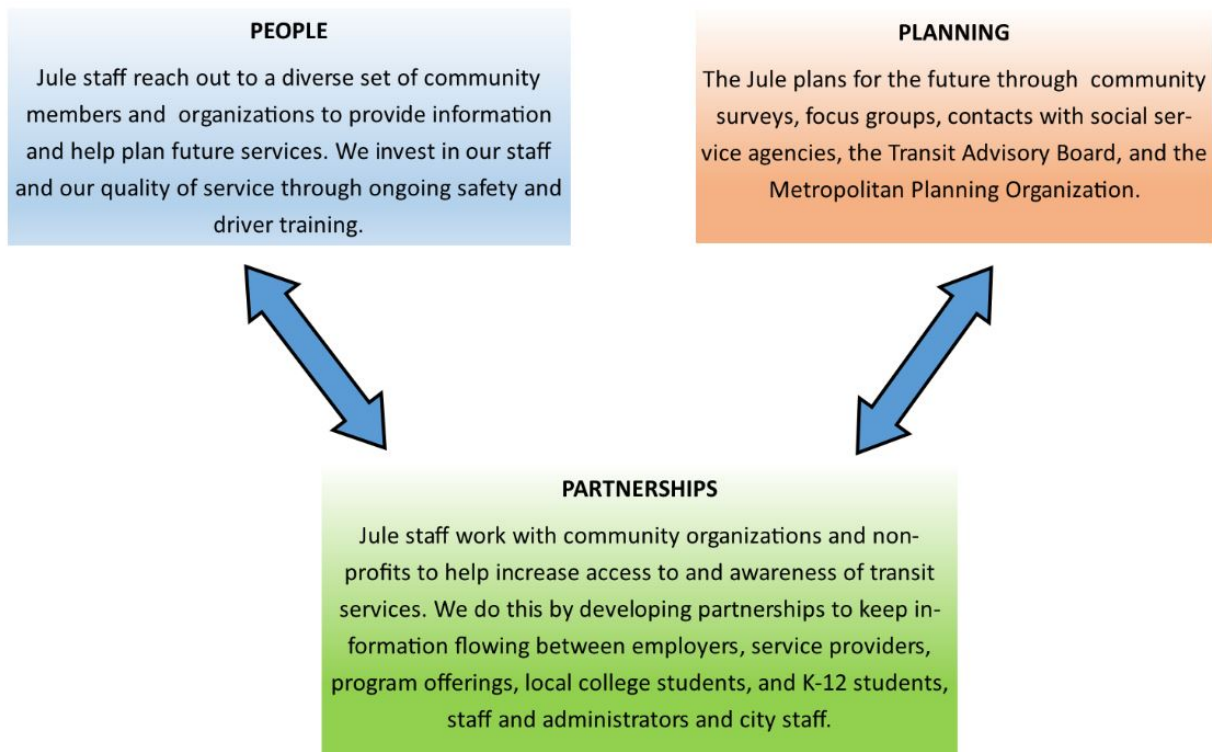 PEOPLE
Jule staff reach out to a diverse set of community
members and organizations to provide information
and help plan future services. We invest in our staff
and our quality of service through ongoing safety and
driver training.
PLANNING
The Jule plans for the future through community
surveys, focus groups, contacts with social ser-
vice agencies, the Transit Advisory Board, and the
Metropolitan Planning Organization.
PARTNERSHIPS
Jule staff work with community organizations and non-
profits to help increase access to and awareness of transit
services. We do this by developing partnerships to keep in-
formation flowing between employers, service providers,
program offerings, local college students, and K-12 students,
staff and administrators and city staff.